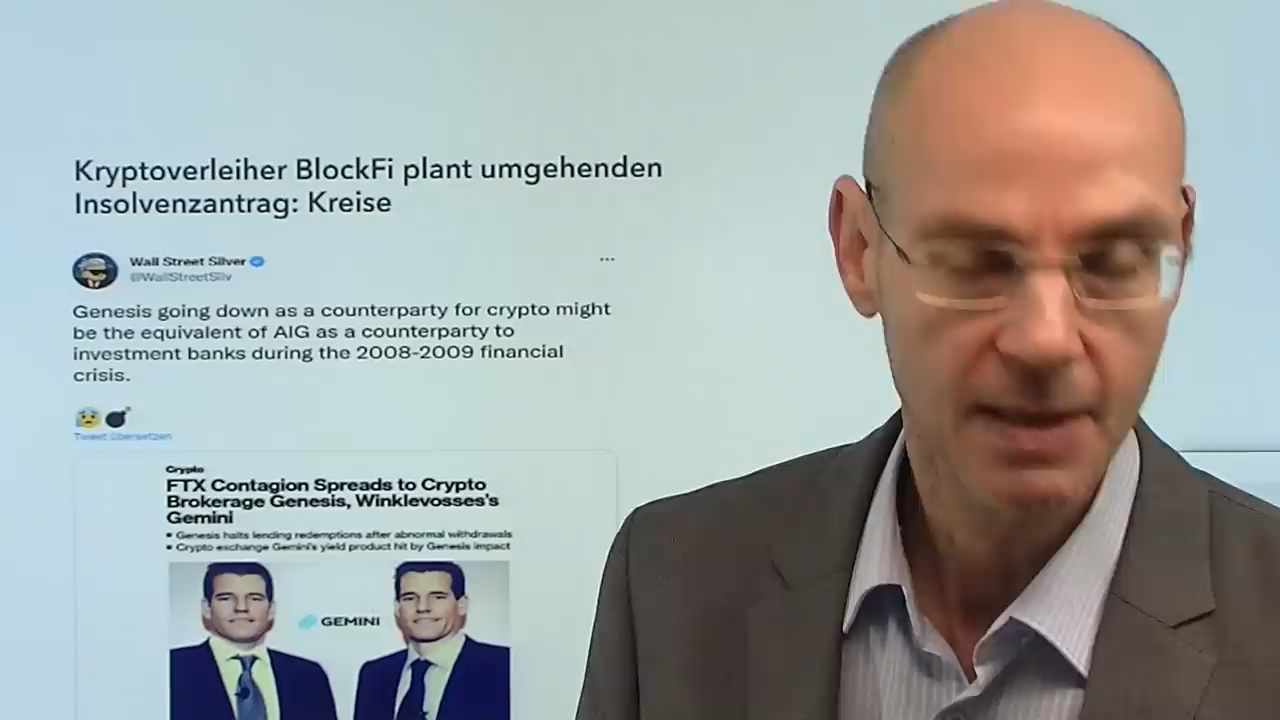 Kryptoverleiher BlockFi plant umgehenden
Insolvenzantrag: Kreise
Wall Street Silver
@WallStreetSilv
Genesis going down as a counterparty for crypto might
be the equivalent of AIG as a counterparty to
investment banks during the 2008-2009 financial
crisis.
Tweet übersetzen
Crypto
FTX Contagion Spreads to Crypto
Brokerage Genesis, Winklevosses's
Gemini
Genesis halts lending redemptions after abnormal withdrawals
Crypto exchange Gemini's yield product hit by Genesis impact
GEMINI